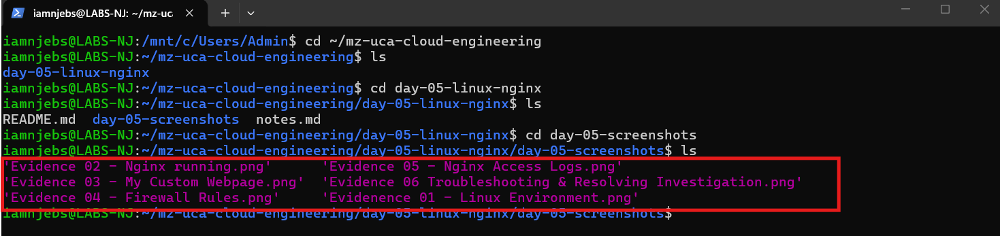 iamnjebs@LABS-NJ: ~/mz-uca
iamnjebs@LABS-NJ:/mnt/c/Users/Admin$ cd ~/mz-uca-cloud-engineering
iamnjebs@LABS-NJ:~/mz-uca-cloud-engineering$ ls
day-05-linux-nginx
iamnjebs@LABS-NJ:~/mz-uca-cloud-engineering$ cd day-05-linux-nginx
iamnjebs@LABS-NJ:~/mz-uca-cloud-engineering/day-05-linux-nginx$ ls
README.md  day-05-screenshots  notes.md
iamnjebs@LABS-NJ:~/mz-uca-cloud-engineering/day-05-linux-nginx$ cd day-05-screenshots
iamnjebs@LABS-NJ:~/mz-uca-cloud-engineering/day-05-linux-nginx/day-05-screenshots$ ls
'Evidence 02 - Nginx running.png'      'Evidence 05 - Nginx Access Logs.png'
'Evidence 03 - My Custom Webpage.png'  'Evidence 06 Troubleshooting & Resolving Investigation.png'
'Evidence 04 - Firewall Rules.png'     'Evidenence 01 - Linux Environment.png'
iamnjebs@LABS-NJ:~/mz-uca-cloud-engineering/day-05-linux-nginx/day-05-screenshots$